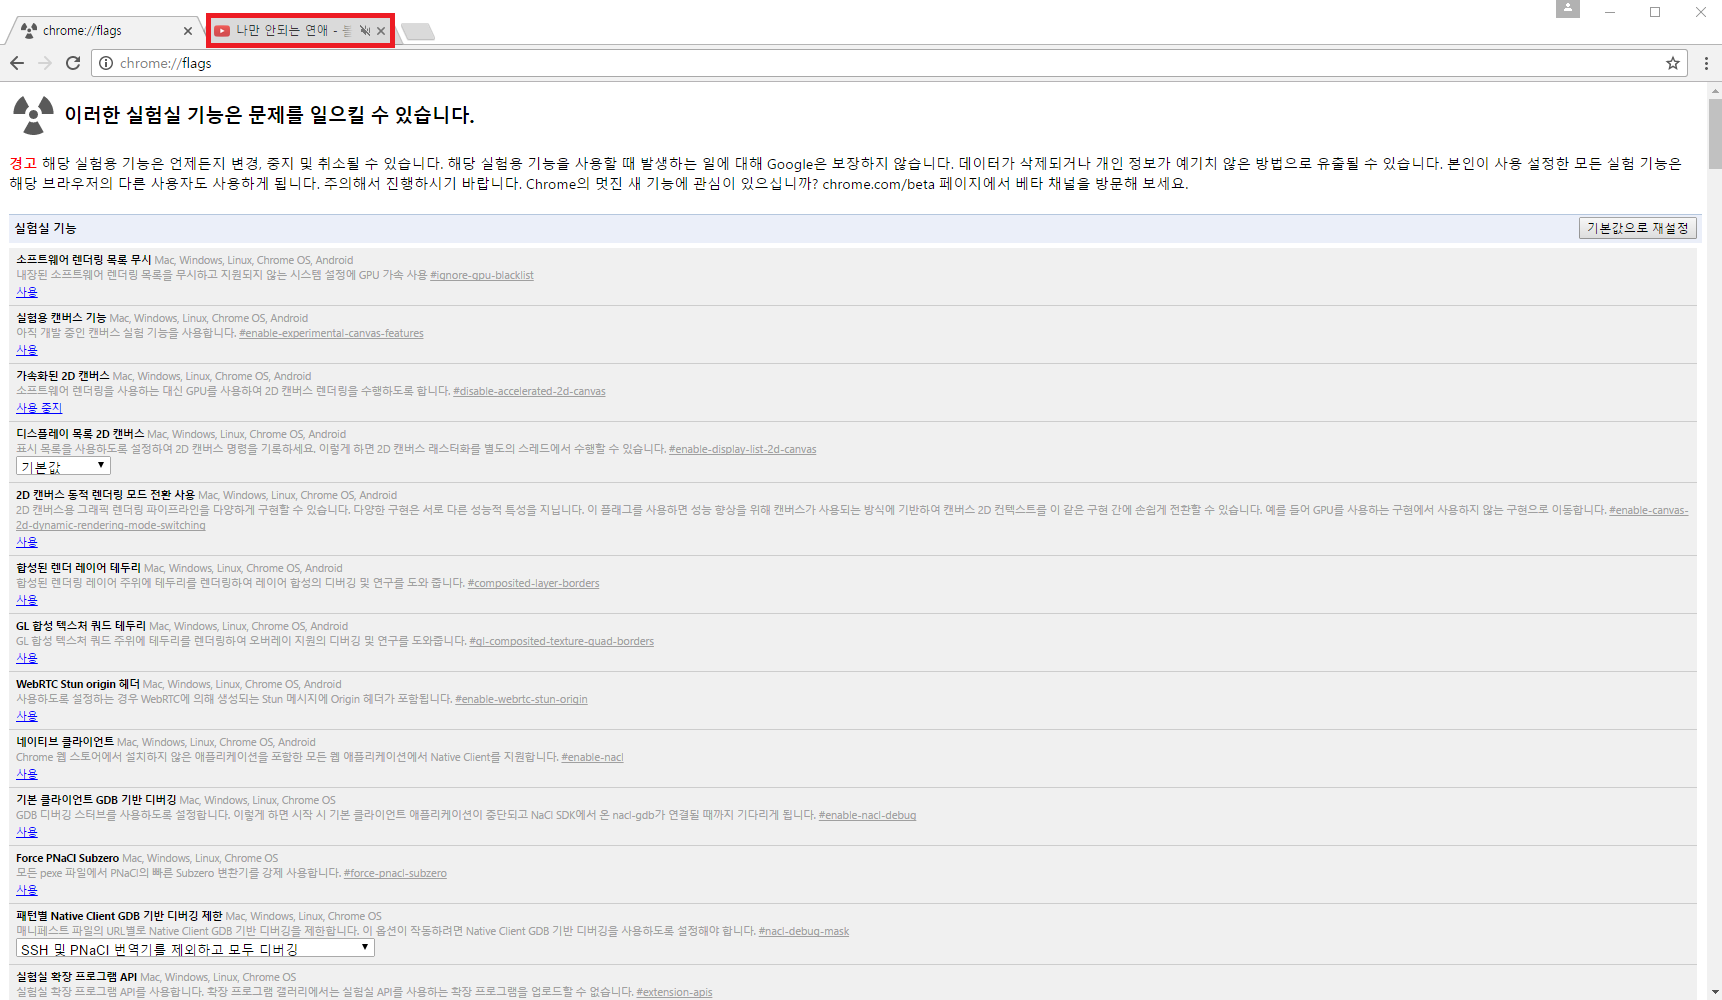 chrome://flags
나만 안되는 연애 -
chrome://flags
이러한 실험실 기능은 문제를 일으킬 수 있습니다.
경고 해당 실험용 기능은 언제든지 변경, 중지 및 취소될 수 있습니다. 해당 실험용 기능을 사용할 때 발생하는 일에 대해 Google은 보장하지 않습니다. 데이터가 삭제되거나 개인 정보가 예기치 않은 방법으로 유출될 수 있습니다. 본인이 사용 설정한 모든 실험 기능은
해당 브라우저의 다른 사용자도 사용하게 됩니다. 주의해서 진행하시기 바랍니다. Chrome의 멋진 새 기능에 관심이 있으십니까? chrome.com/beta 페이지에서 베타 채널을 방문해 보세요.
실험실 기능
기본값으로 재설정
소프트웨어 렌더링 목록 무시 Mac, Windows, Linux, Chrome OS, Android
내장된 소프트웨어 렌더링 목록을 무시하고 지원되지 않는 시스템 설정에 GPU 가속 사용 #ignore-gpu-blacklist
사용
실험용 캔버스 기능 Mac, Windows, Linux, Chrome OS, Android
아직 개발 중인 캔버스 실험 기능을 사용합니다. #enable-experimental-canvas-features
사용
가속화된 2D 캔버스 Mac, Windows, Linux, Chrome OS, Android
소프트웨어 렌더링을 사용하는 대신 GPU를 사용하여 2D 캔버스 렌더링을 수행하도록 합니다. #disable-accelerated-2d-canvas
사용 중지
디스플레이 목록 2D 캔버스 Mac, Windows, Linux, Chrome OS, Android
표시 목록을 사용하도록 설정하여 2D 캔버스 명령을 기록하세요. 이렇게 하면 2D 캔버스 래스터화를 별도의 스레드에서 수행할 수 있습니다. #enable-display-list-2d-canvas
기본값
2D 캔버스 동적 렌더링 모드 전환 사용 Mac, Windows, Linux, Chrome OS, Android
2D 캔버스용 그래픽 렌더링 파이프라인을 다양하게 구현할 수 있습니다. 다양한 구현은 서로 다른 성능적 특성을 지닙니다. 이 플래그를 사용하면 성능 향상을 위해 캔버스가 사용되는 방식에 기반하여 캔버스 2D 컨텍스트를 이 같은 구현 간에 손쉽게 전환할 수 있습니다. 예를 들어 GPU를 사용하는 구현에서 사용하지 않는 구현으로 이동합니다. #enable-canvas-
2d-dynamic-rendering-mode-switching
사용
합성된 렌더 레이어 테두리 Mac, Windows, Linux, Chrome OS, Android
합성된 렌더링 레이어 주위에 테두리를 렌더링하여 레이어 합성의 디버깅 및 연구를 도와 줍니다. #composited-layer-borders
사용
GL 합성 텍스처 쿼드 테두리 Mac, Windows, Linux, Chrome OS, Android
GL 합성 텍스처 쿼드 주위에 테두리를 렌더링하여 오버레이 지원의 디버깅 및 연구를 도와줍니다. #gl-composited-texture-quad-borders
사용
WebRTC Stun origin 헤더 Mac, Windows, Linux, Chrome OS, Android
사용하도록 설정하는 경우 WebRTC에 의해 생성되는 Stun 메시지에 Origin 헤더가 포함됩니다. #enable-webrtc-stun-origin
사용
네이티브 클라이언트 Mac, Windows, Linux, Chrome OS, Android
Chrome 웹 스토어에서 설치하지 않은 애플리케이션을 포함한 모든 웹 애플리케이션에서 Native Client를 지원합니다. #enable-nacl
사용
기본 클라이언트 GDB 기반 디버깅 Mac, Windows, Linux, Chrome OS
GDB 디버깅 스터브를 사용하도록 설정합니다. 이렇게 하면 시작 시 기본 클라이언트 애플리케이션이 중단되고 NaCl SDK에서 온 nacl-gdb가 연결될 때까지 기다리게 됩니다. #enable-nacl-debug
사용
Force PNaCl Subzero Mac, Windows, Linux, Chrome OS
모든 pexe 파일에서 PNaCl의 빠른 Subzero 변환기를 강제 사용합니다. #force-pnacl-subzero
사용
패턴별 Native Client GDB 기반 디버깅 제한 Mac, Windows, Linux, Chrome OS
매니페스트 파일의 URL별로 Native Client GDB 기반 디버깅을 제한합니다. 이 옵션이 작동하려면 Native Client GDB 기반 디버깅을 사용하도록 설정해야 합니다. #nacl-debug-mask
SSH 및 PNaCl 번역기를 제외하고 모두 디버깅
실험실 확장 프로그램 API Mac, Windows, Linux, Chrome OS
실험실 확장 프로그램 API를 사용합니다. 확장 프로그램 갤러리에서는 실험실 API를 사용하는 확장 프로그램을 업로드할 수 없습니다. #extension-apis